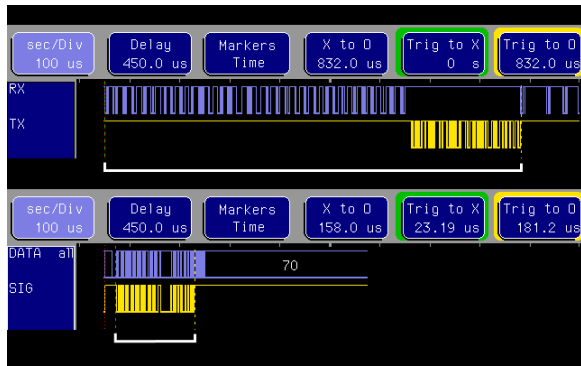 sec/Div Delay Markers X to O Trig to X Trig to O
100 us 450.0 us Time 832.0 us 0 s 832.0 us
RX
TX
sec/Div Delay Markers X to O Trig to X Trig to O
100 us 450.0 us Time 158.0 us 23.19 us 181.2 us
DATA all 70
SIG